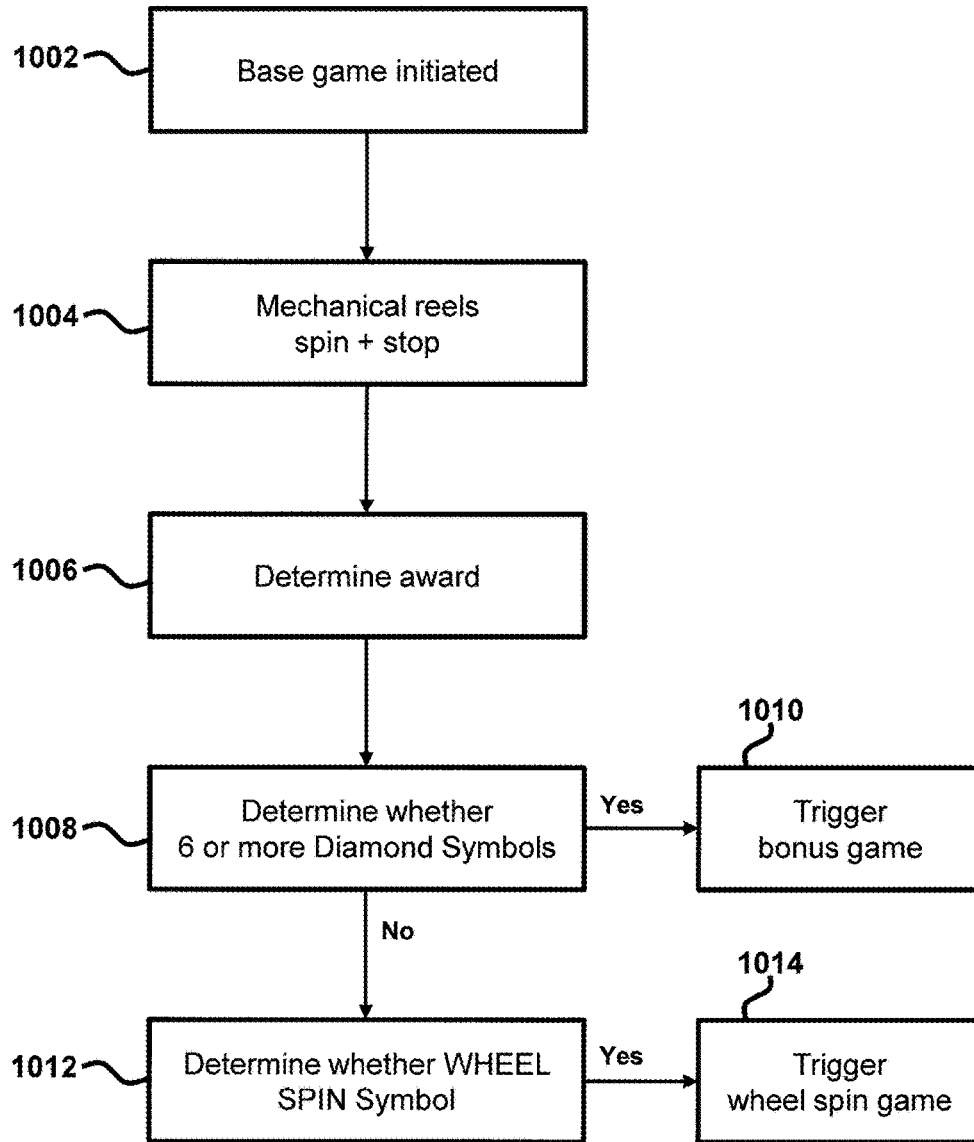 1002
Base game initiated
1004
Mechanical reels
spin + stop
1006
Determine award
1008
Determine whether
6 or more Diamond Symbols
Yes
1010
Trigger
bonus game
No
1012
Determine whether WHEEL
SPIN Symbol
Yes
1014
Trigger
wheel spin game